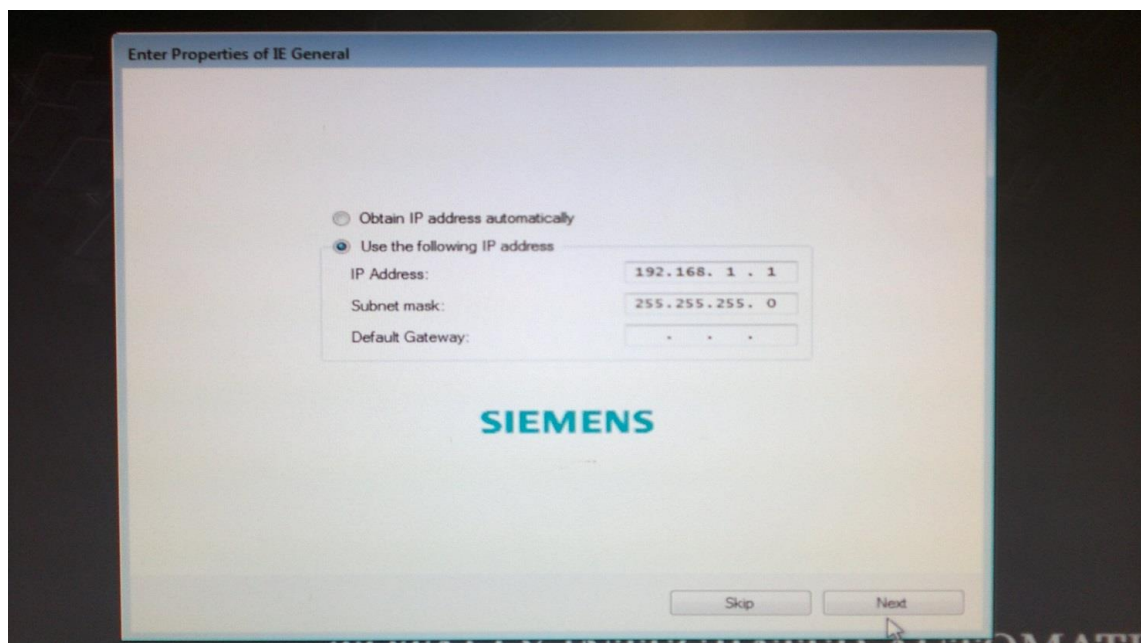 Enter Properties of IE General
Obtain IP address automatically
Use the following IP address
IP Address: 192.168. 1 . 1
Subnet mask: 255.255.255. 0
Default Gateway: . . .
SIEMENS
Skip Next